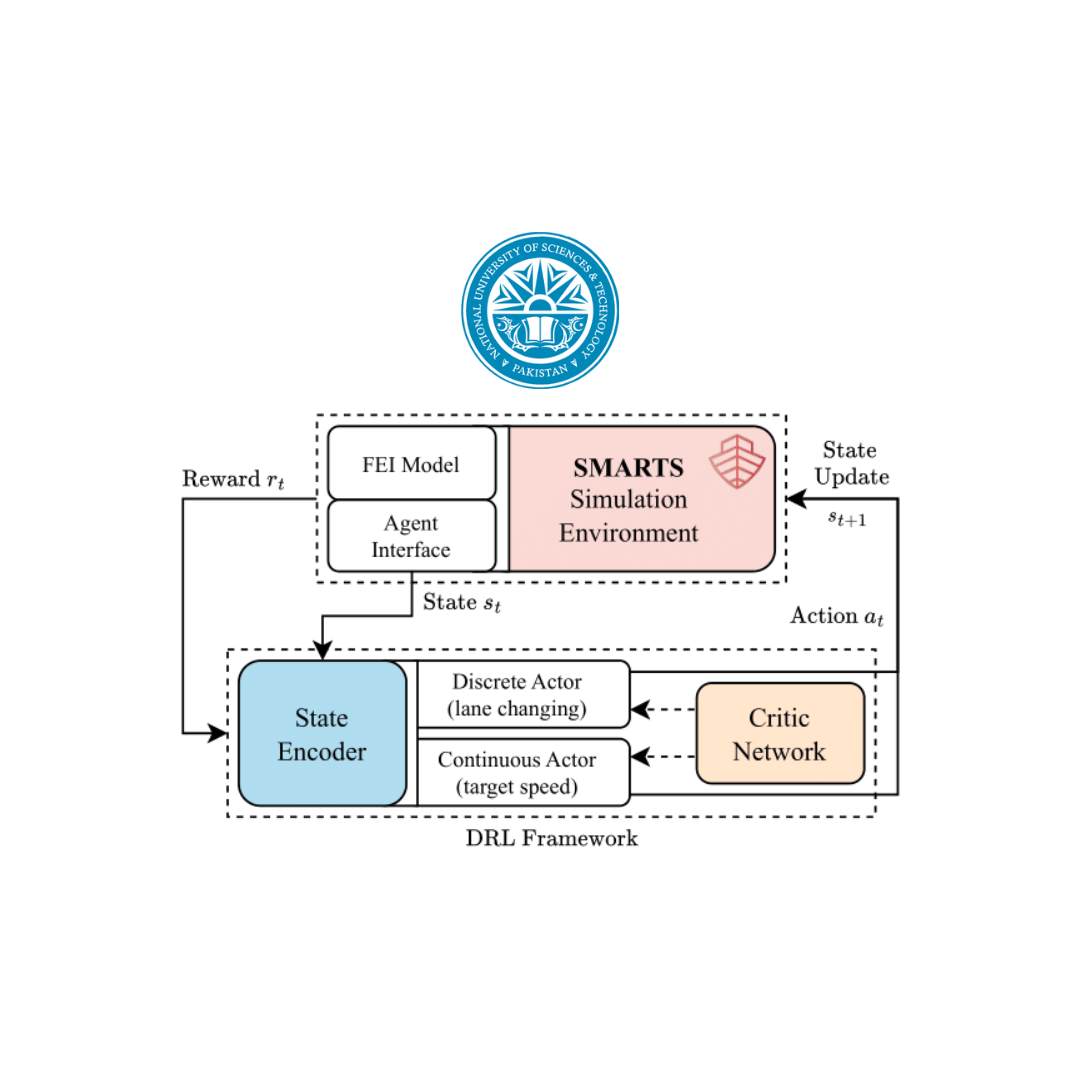 NATIONAL UNIVERSITY OF SCIENCES & TECHNOLOGY
PAKISTAN
FEI Model
Agent
Interface
SMARTS
Simulation
Environment
State
Update
s_{t+1}
Reward r_t
State s_t
Action a_t
State
Encoder
Discrete Actor
(lane changing)
Continuous Actor
(target speed)
Critic
Network
DRL Framework